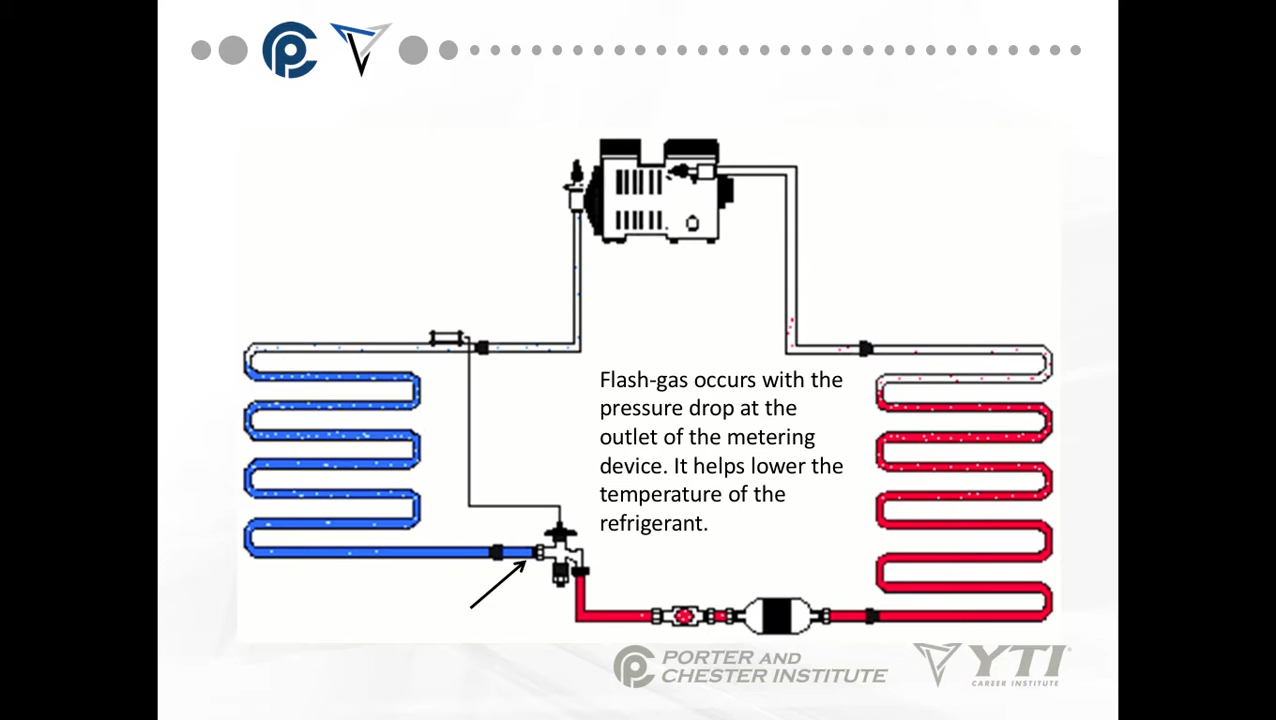 Flash-gas occurs with the
pressure drop at the
outlet of the metering
device. It helps lower the
temperature of the
refrigerant.
PORTER AND
CHESTER INSTITUTE
YTI
CAREER INSTITUTE